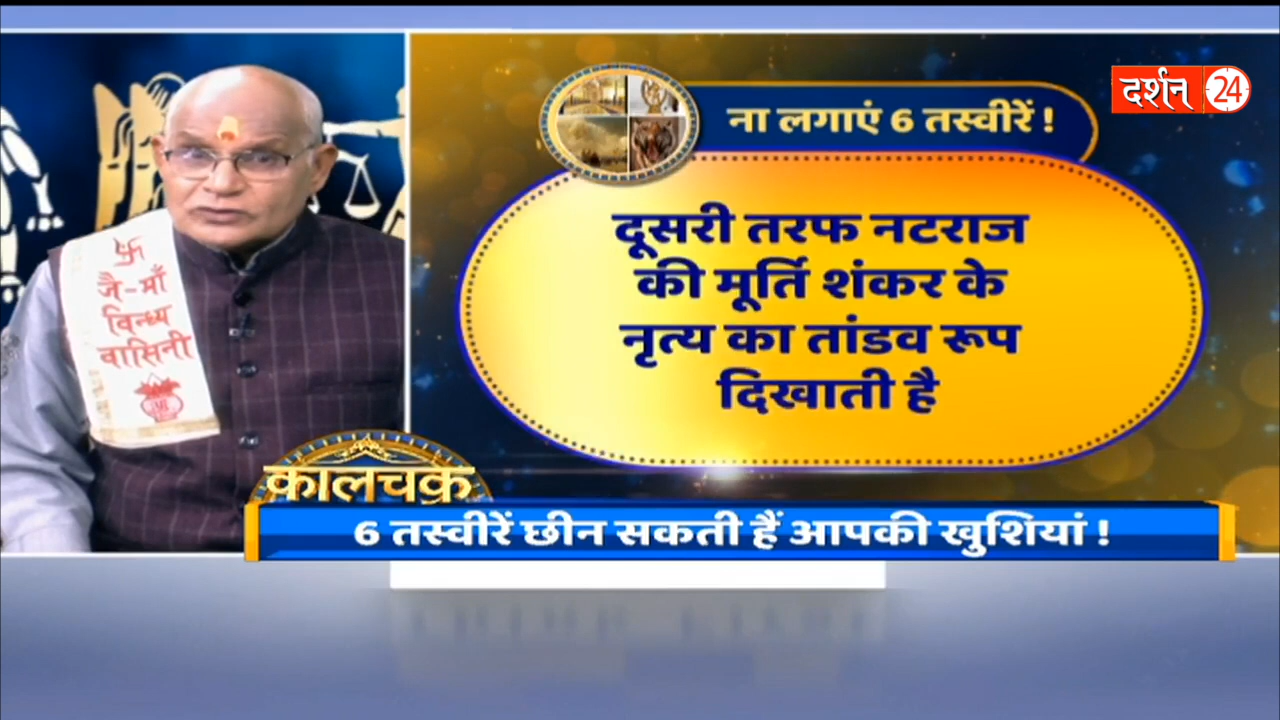 दर्शन 24
ना लगाएं 6 तस्वीरें !
दूसरी तरफ नटराज
की मूर्ति शंकर के
नृत्य का तांडव रूप
दिखाती है
जै-माँ
विन्ध्य
वासिनी
कालचक्र
6 तस्वीरें छीन सकती हैं आपकी खुशियां !